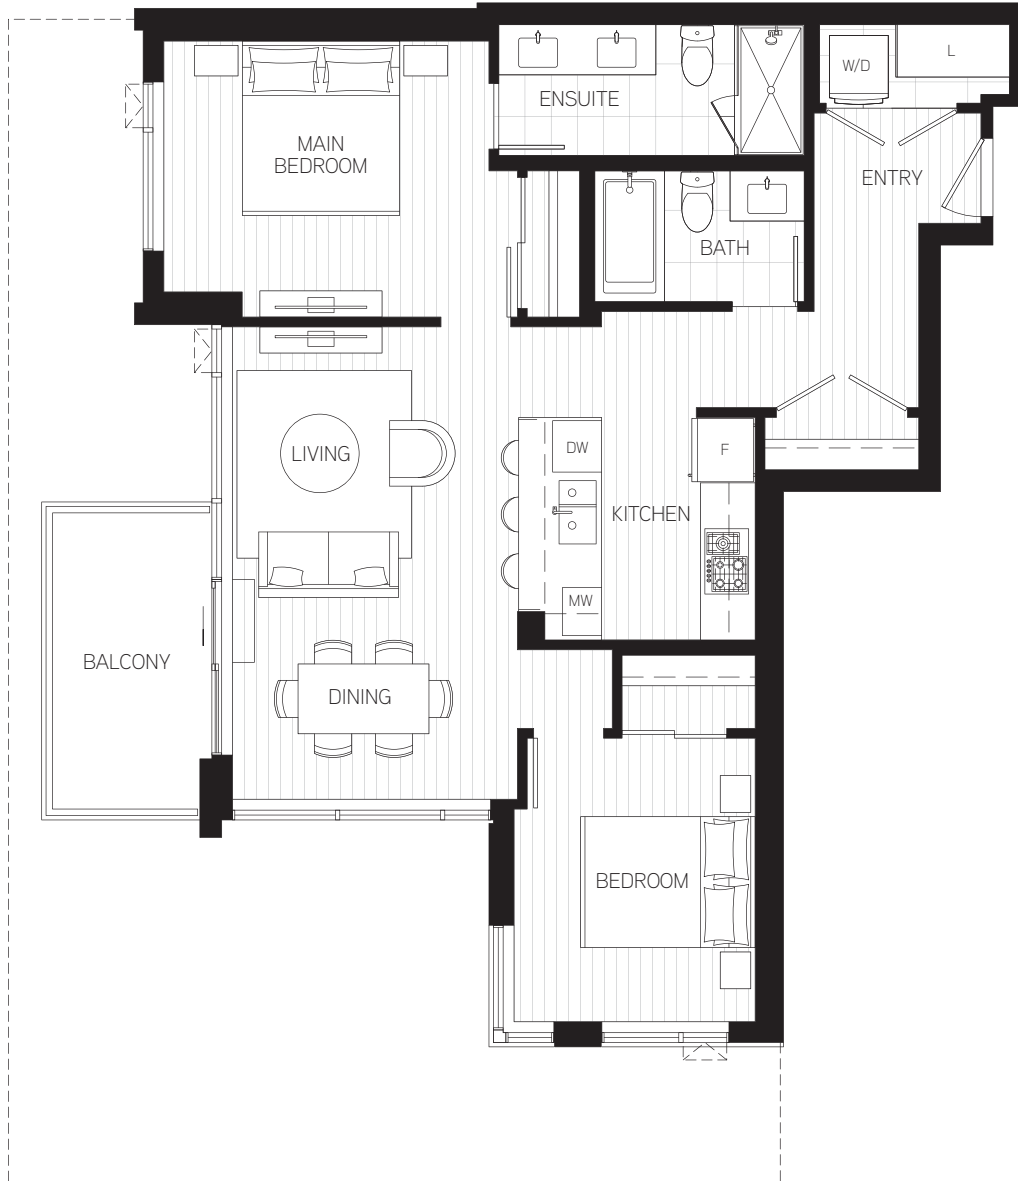 ENSUITE
W/D
L
MAIN
BEDROOM
ENTRY
BATH
LIVING
DW
F
KITCHEN
MW
BALCONY
DINING
BEDROOM